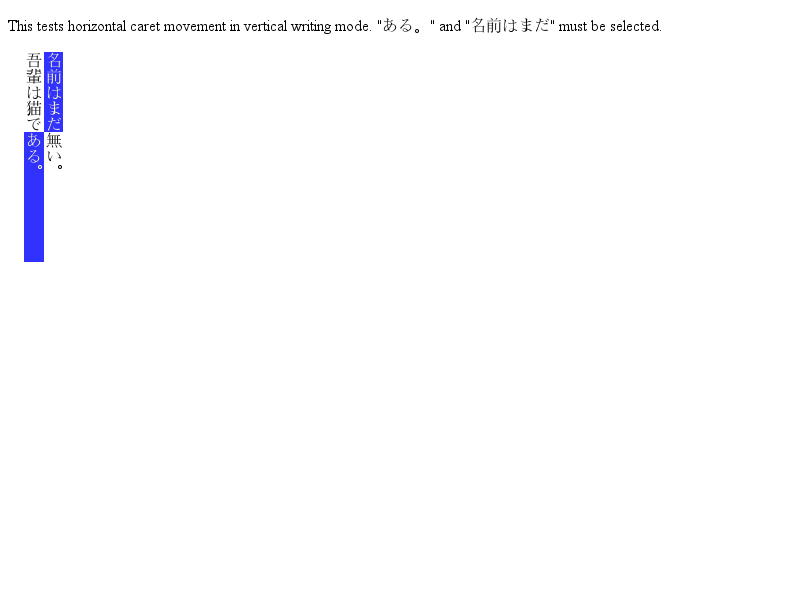 This tests horizontal caret movement in vertical writing mode. "ある。" and "名前はまだ" must be selected.
吾輩は猫である。
名前はまだ無い。